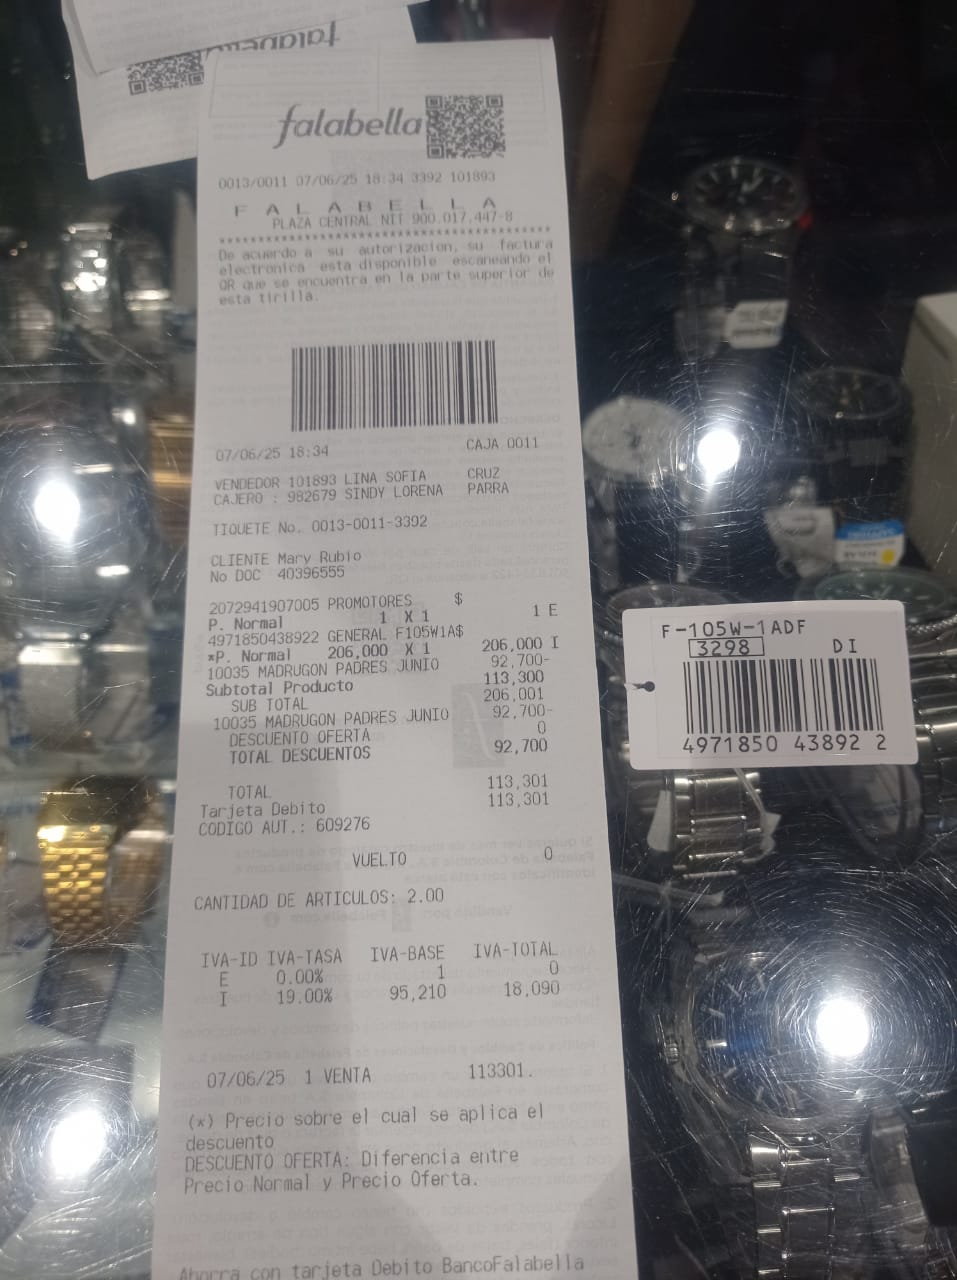 falabella
falabella
0013/0011 07/06/25 18:34 3392 101893
F A L A B E L L A
PLAZA CENTRAL NIT 900.017.447-8
****************************************
De acuerdo a su autorizacion, su factura
electronica esta disponible escaneando el
QR que se encuentra en la parte superior de
esta tirilla.
07/06/25 18:34 CAJA 0011
VENDEDOR 101893 LINA SOFIA CRUZ
CAJERO : 982679 SINDY LORENA PARRA
TIQUETE No. 0013-0011-3392
CLIENTE Mary Rubio
No DOC 40396555
2072941907005 PROMOTORES $
P. Normal 1 X 1 1 E
4971850438922 GENERAL F105W1A$
*P. Normal 206,000 X 1 206,000 I
10035 MADRUGON PADRES JUNIO 92,700-
Subtotal Producto 113,300
SUB TOTAL 206,001
10035 MADRUGON PADRES JUNIO 92,700-
DESCUENTO OFERTA 0
TOTAL DESCUENTOS 92,700
TOTAL 113,301
Tarjeta Debito 113,301
CODIGO AUT.: 609276
VUELTO 0
CANTIDAD DE ARTICULOS: 2.00
IVA-ID IVA-TASA IVA-BASE IVA-TOTAL
E 0.00% 1 0
I 19.00% 95,210 18,090
07/06/25 1 VENTA 113301.
(*) Precio sobre el cual se aplica el
descuento
DESCUENTO OFERTA: Diferencia entre
Precio Normal y Precio Oferta.
Ahorra con tarjeta Debito BancoFalabella
F-105W-1ADF
3298 DI
4971850 43892 2